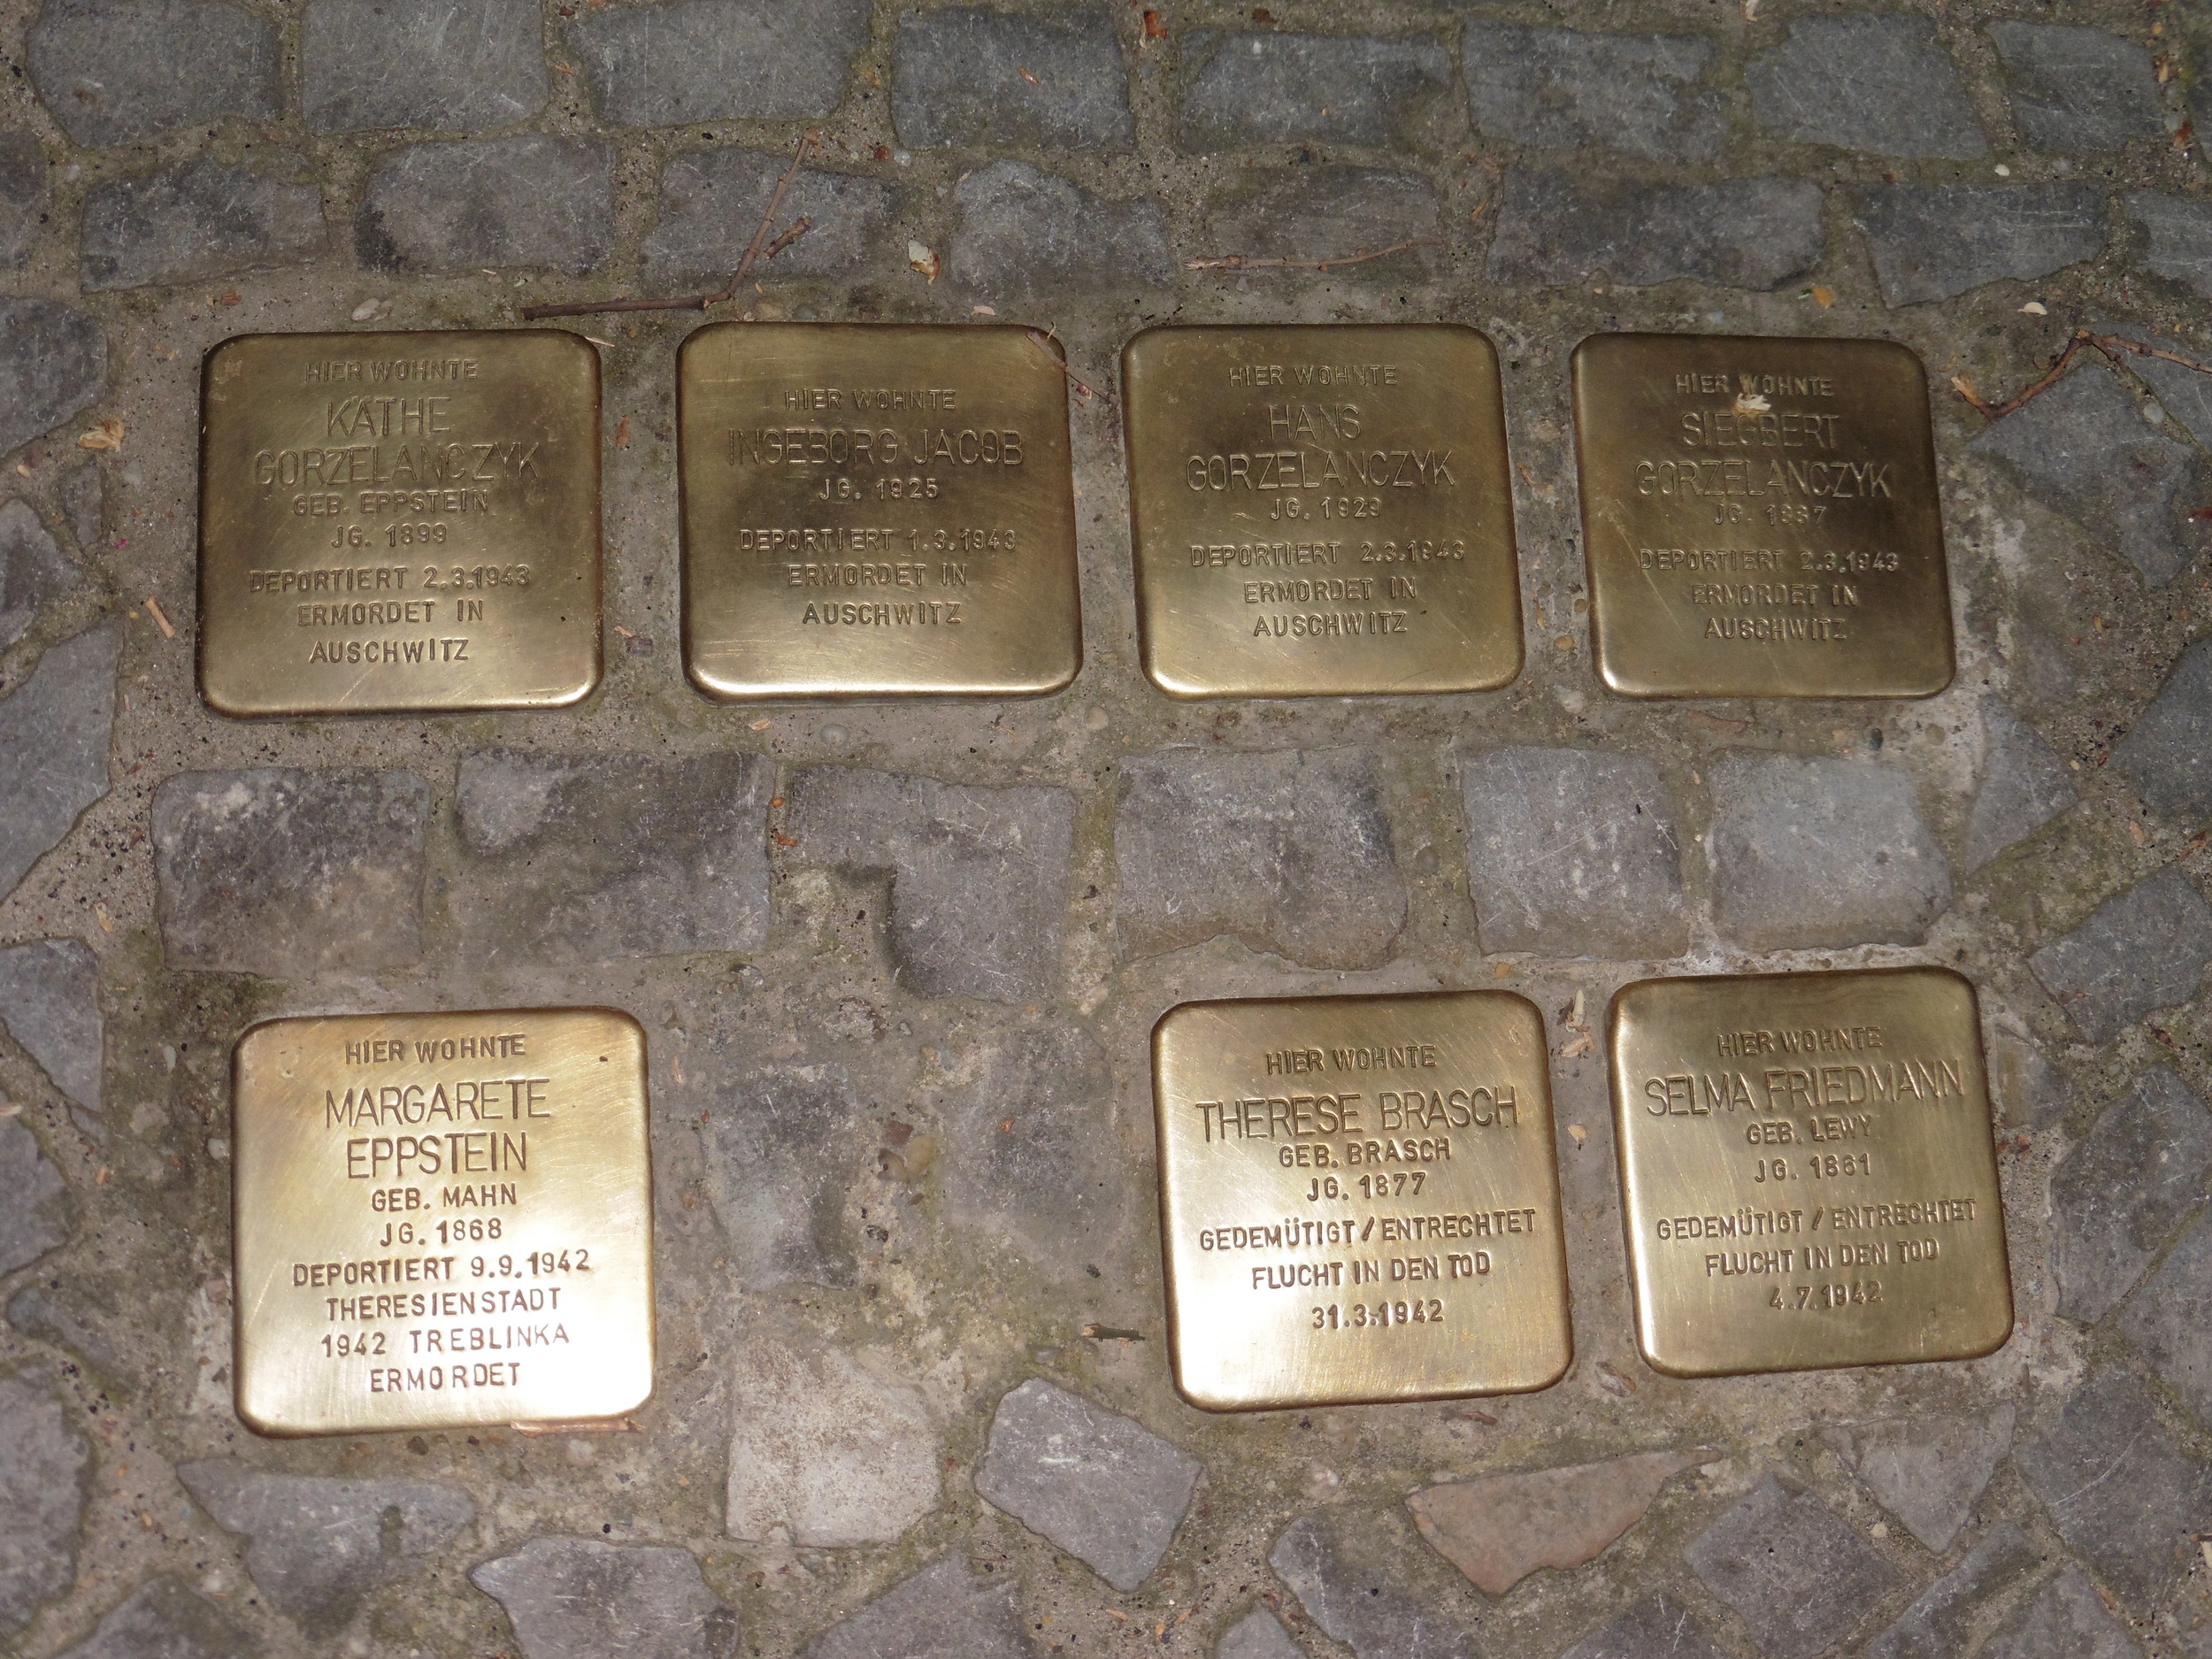 HIER WOHNTE
KÄTHE
GORZELANCZYK
GEB. EPPSTEIN
JG. 1899
DEPORTIERT 2.3.1943
ERMORDET IN
AUSCHWITZ
HIER WOHNTE
INGEBORG JACOB
JG. 1925
DEPORTIERT 1.3.1943
ERMORDET IN
AUSCHWITZ
HIER WOHNTE
HANS
GORZELANCZYK
JG. 1929
DEPORTIERT 2.3.1943
ERMORDET IN
AUSCHWITZ
HIER WOHNTE
SIEGBERT
GORZELANCZYK
JG. 1887
DEPORTIERT 2.3.1943
ERMORDET IN
AUSCHWITZ
HIER WOHNTE
MARGARETE
EPPSTEIN
GEB. MAHN
JG. 1868
DEPORTIERT 9.9.1942
THERESIENSTADT
1942 TREBLINKA
ERMORDET
HIER WOHNTE
THERESE BRASCH
GEB. BRASCH
JG. 1877
GEDEMÜTIGT / ENTRECHTET
FLUCHT IN DEN TOD
31.3.1942
HIER WOHNTE
SELMA FRIEDMANN
GEB. LEWY
JG. 1861
GEDEMÜTIGT / ENTRECHTET
FLUCHT IN DEN TOD
4.7.1942